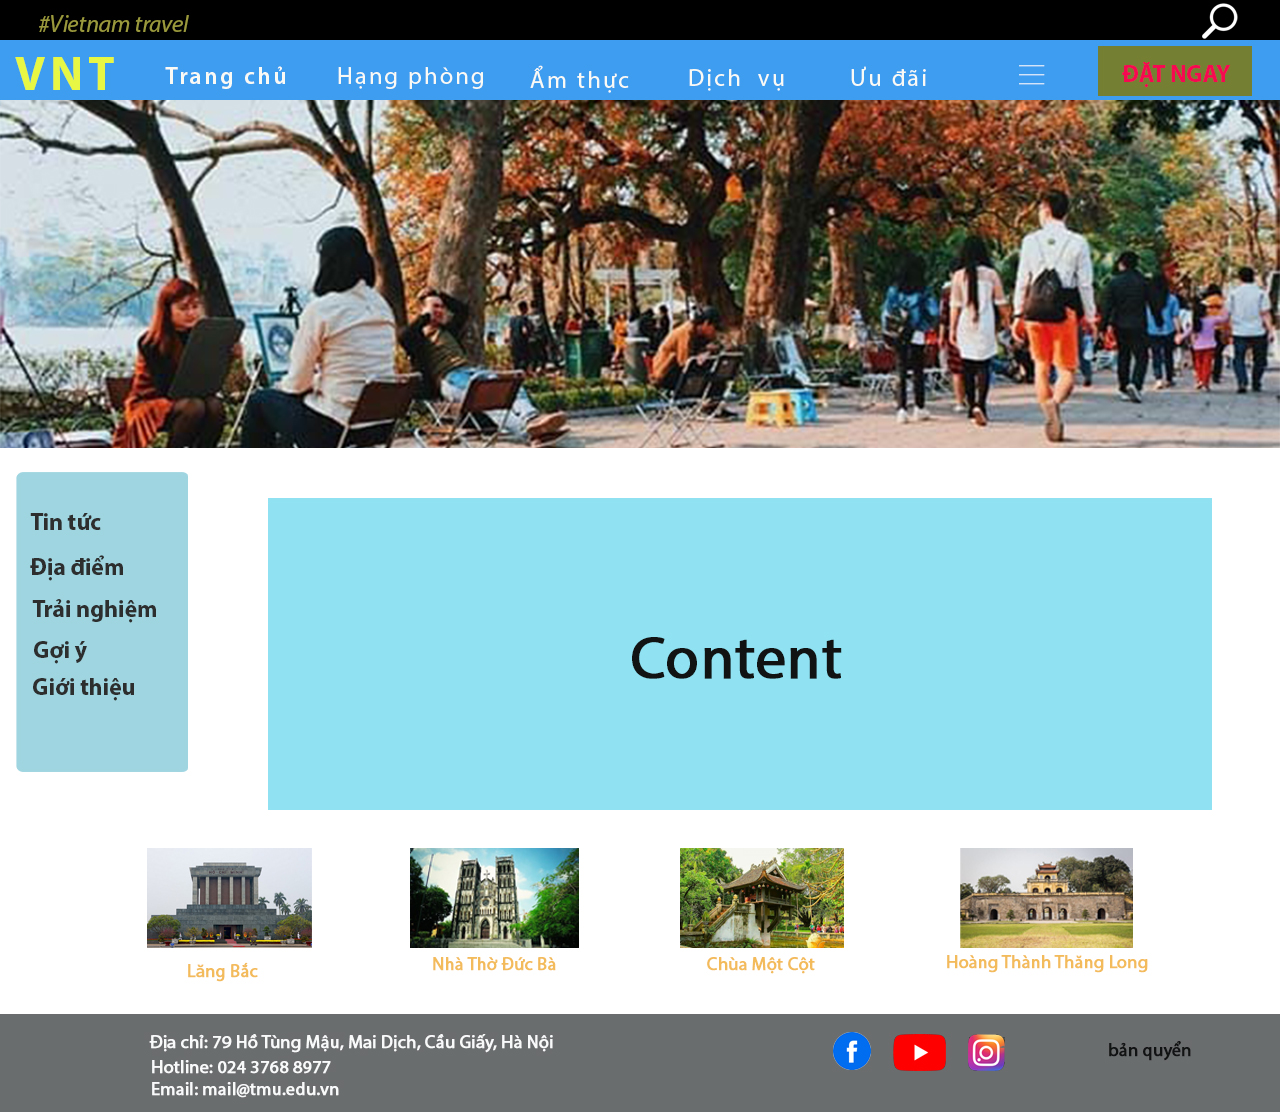 #Vietnam travel
VNT
Trang chủ
Hạng phòng
Ẩm thực
Dịch vụ
Ưu đãi
ĐẶT NGAY
Tin tức
Địa điểm
Trải nghiệm
Gợi ý
Giới thiệu
Content
Lăng Bắc
Nhà Thờ Đức Bà
Chùa Một Cột
Hoàng Thành Thăng Long
Địa chỉ: 79 Hồ Tùng Mậu, Mai Dịch, Cầu Giấy, Hà Nội
Hotline: 024 3768 8977
Email: mail@tmu.edu.vn
bản quyền